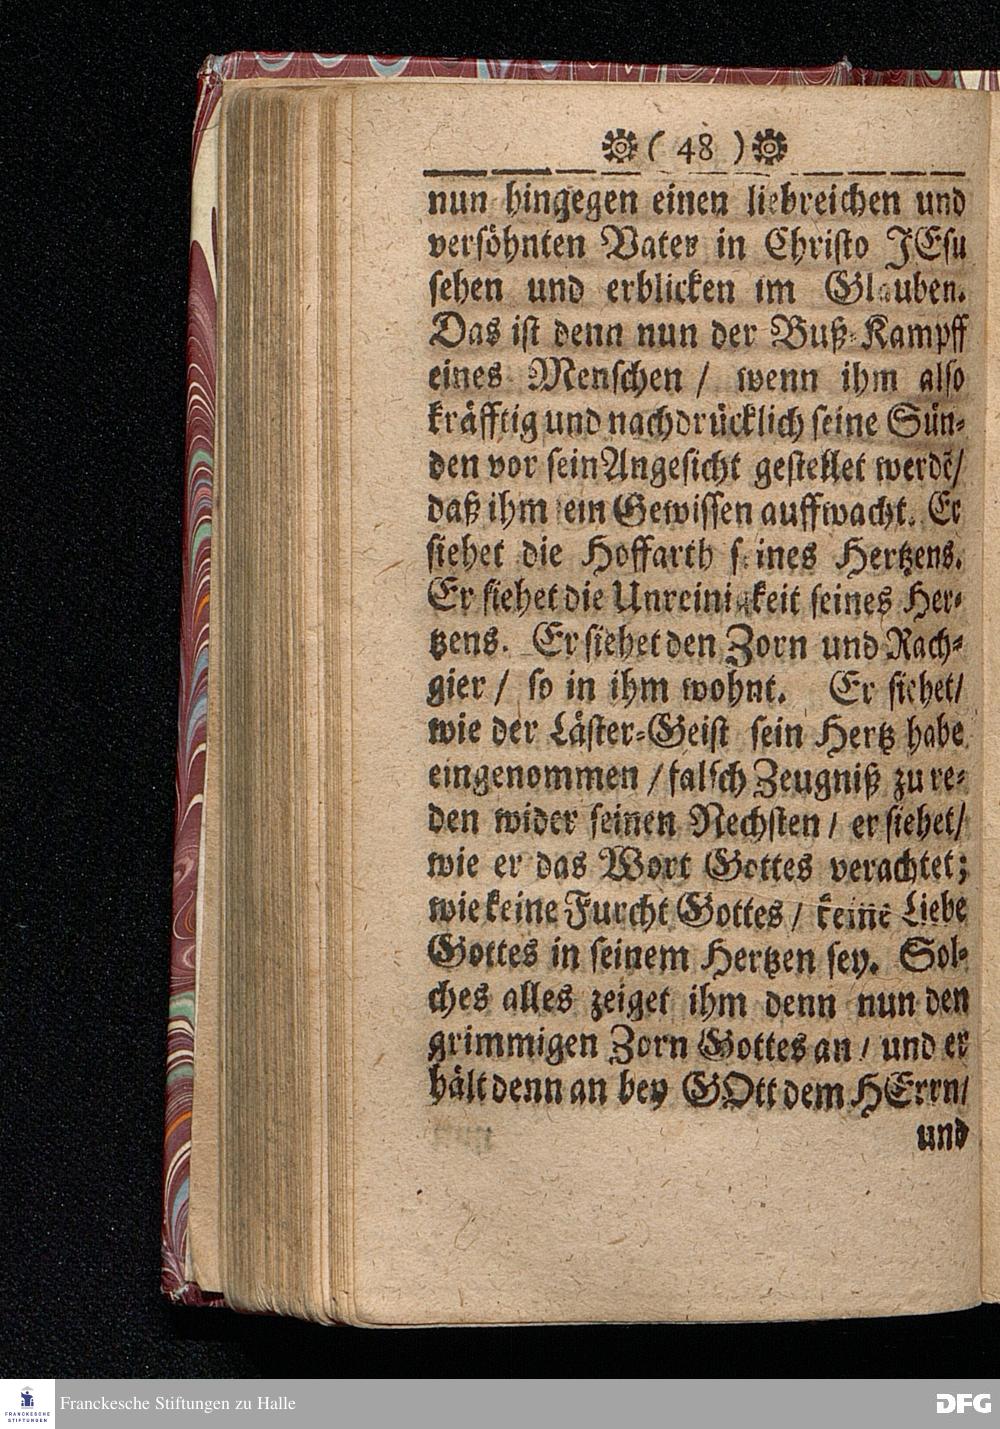 ( 48 )
nun hingegen einen liebreichen und
versöhnten Vater in Christo JEsu
sehen und erblicken im Glauben.
Das ist denn nun der Buß-Kampff
eines Menschen / wenn ihm also
kräfftig und nachdrücklich seine Sün-
den vor sein Angesicht gestellet werdē/
daß ihm sein Gewissen auffwacht. Er
siehet die Hoffarth seines Hertzens.
Er siehet die Unreinigkeit seines Her-
tzens. Er siehet den Zorn und Rach-
gier / so in ihm wohnt. Er siehet/
wie der Läster-Geist sein Hertz habe
eingenommen / falsch Zeugniß zu re-
den wider seinen Nechsten / er siehet/
wie er das Wort Gottes verachtet;
wie keine Furcht Gottes / keine Liebe
Gottes in seinem Hertzen sey. Sol-
ches alles zeiget ihm denn nun den
grimmigen Zorn Gottes an / und er
hält denn an bey GOtt dem HErrn/
und
FRANCKESCHE
STIFTUNGEN
Franckesche Stiftungen zu Halle
DFG